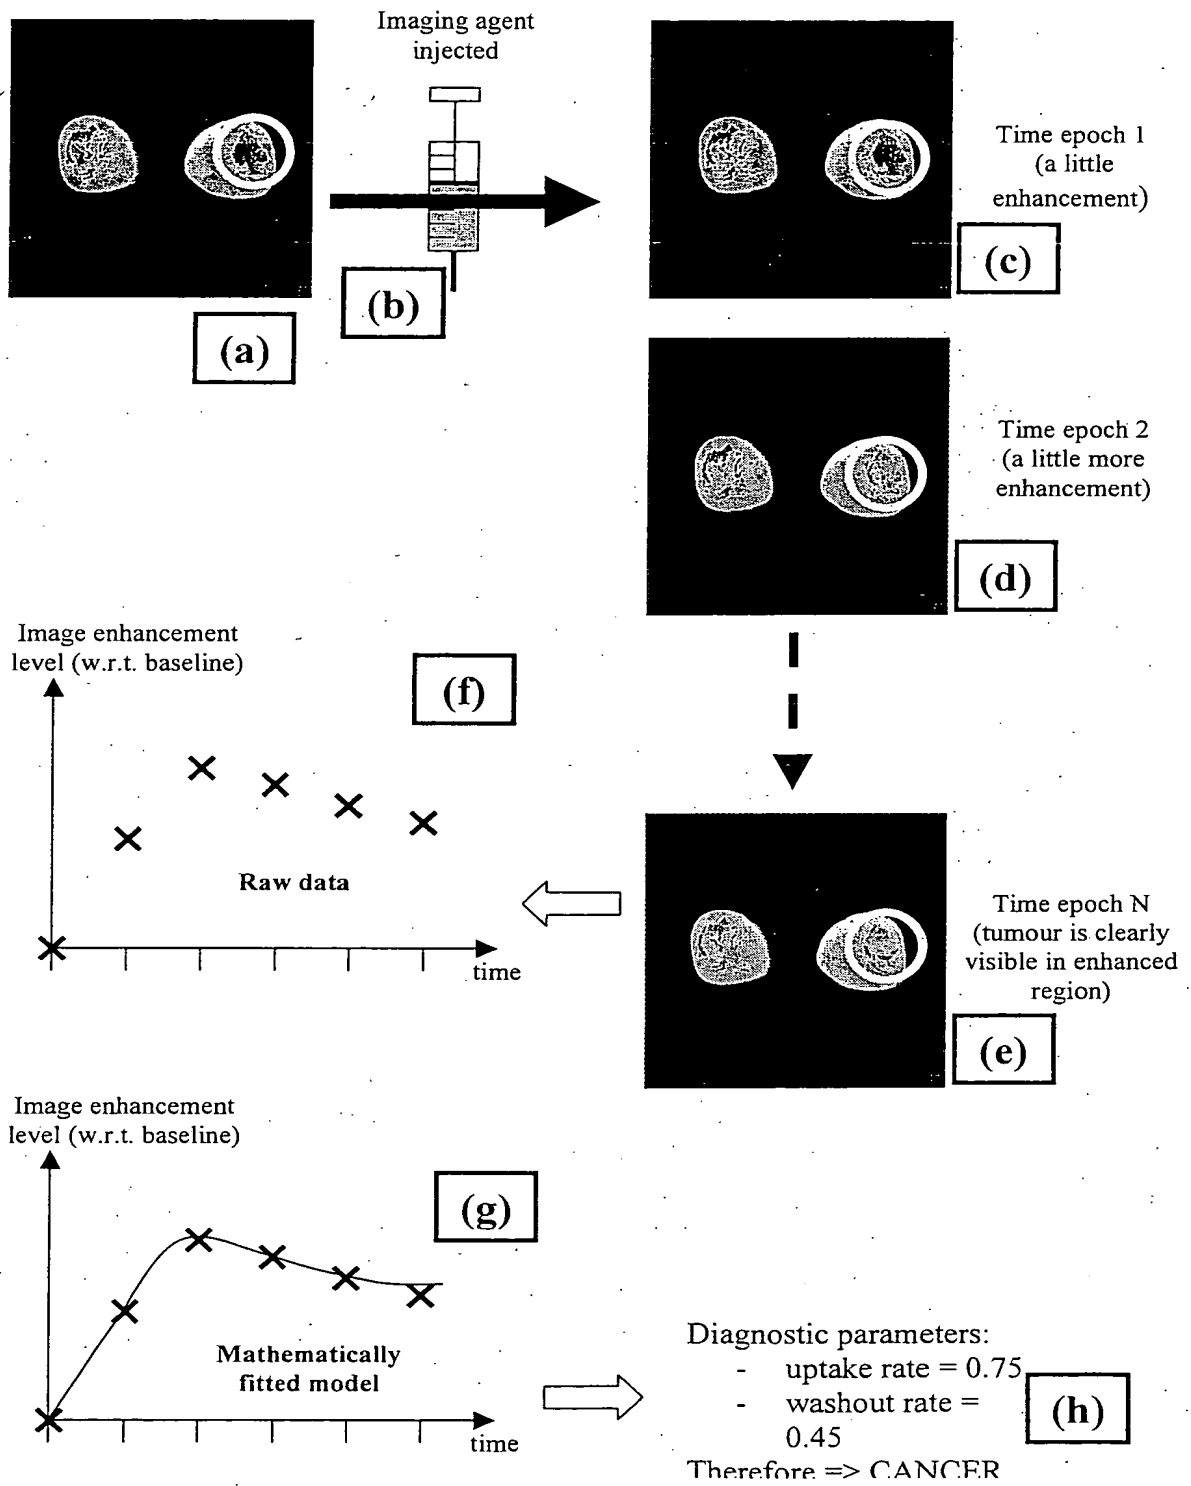 Imaging agent
injected
Time epoch 1
(a little
enhancement)
(c)
(b)
(a)
Time epoch 2
(a little more
enhancement)
(d)
Image enhancement
level (w.r.t. baseline)
(f)
Raw data
time
Time epoch N
(tumour is clearly
visible in enhanced
region)
(e)
Image enhancement
level (w.r.t. baseline)
(g)
Mathematically
fitted model
time
Diagnostic parameters:
- uptake rate = 0.75
- washout rate =
0.45
Therefore => CANCER
(h)